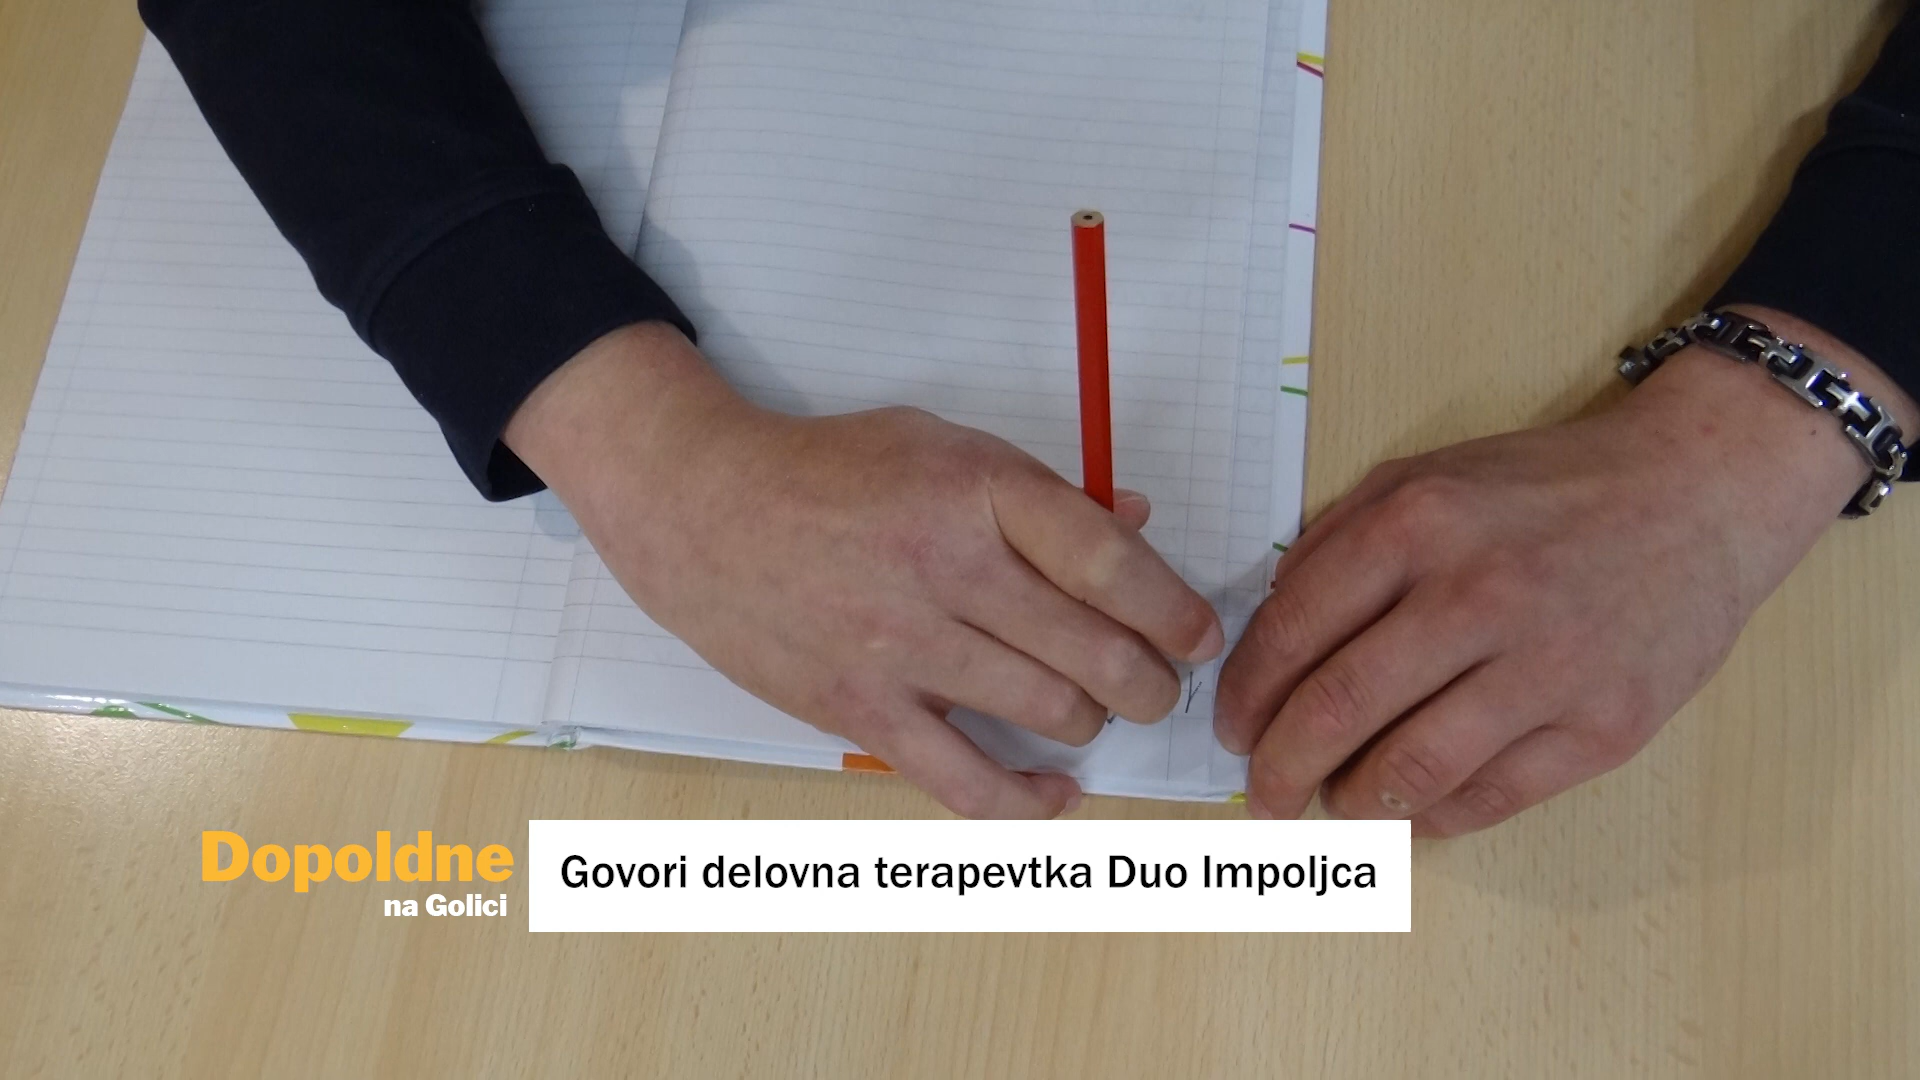 Dopoldne
na Golici
Govori delovna terapevtka Duo Impoljca